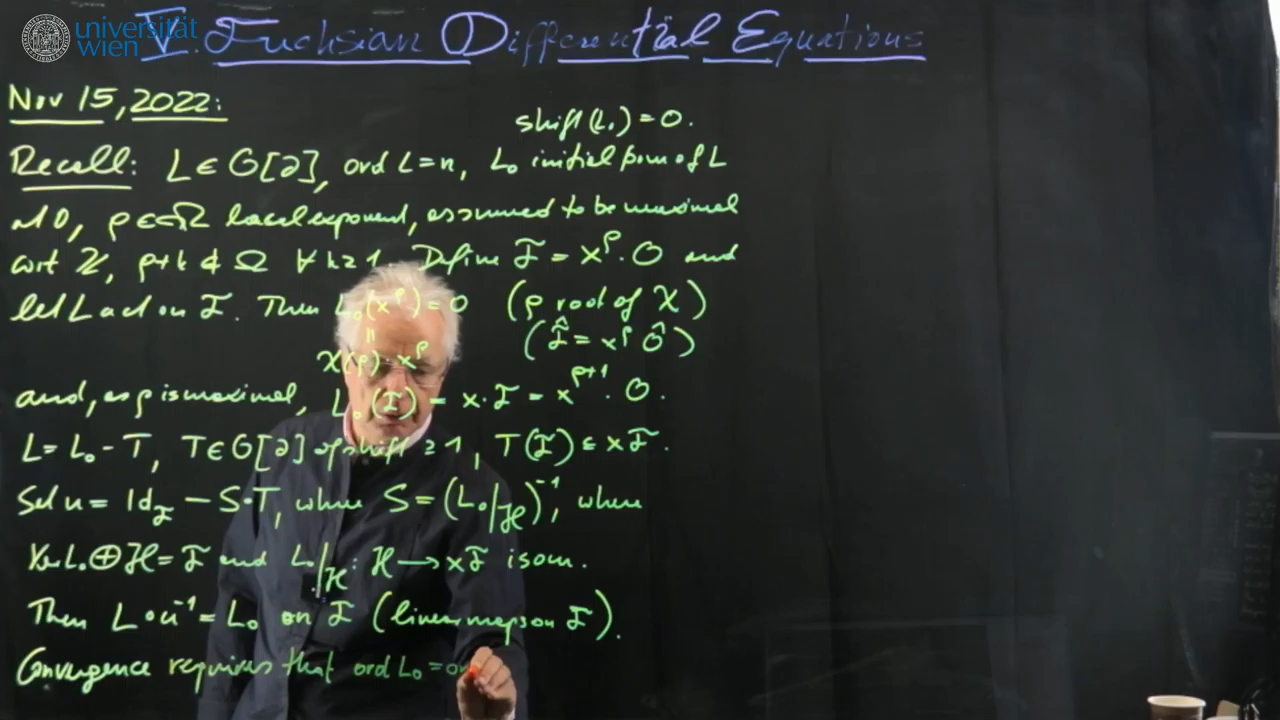 universität
wien
V. Fuchsian Differential Equations
Nov 15, 2022:
shift(L₀) = 0.
Recall: L ∈ O[∂], ord L = n, L₀ initial form of L
at 0, ρ ∈ Ω local exponent, assumed to be maximal
wrt ℤ, ρ+k ∉ Ω ∀ k ≥ 1. Define F = x^ρ · O and
let L act on F. Then L₀(x^ρ) = 0 (ρ root of χ)
χ(ρ) · x^ρ (F̂ = x^ρ Ô)
and, as ρ is maximal, L₀(F) = x · F = x^{ρ+1} · O.
L = L₀ - T, T ∈ O[∂] of shift ≥ 1, T(F) ⊆ xF.
Set u = Id_F - S∘T, where S = (L₀|_H)^{-1}, where
Ker L₀ ⊕ H = F and L₀|_H : H → xF isom.
Then L∘u^{-1} = L₀ on F (linear maps on F).
Convergence requires that ord L₀ =